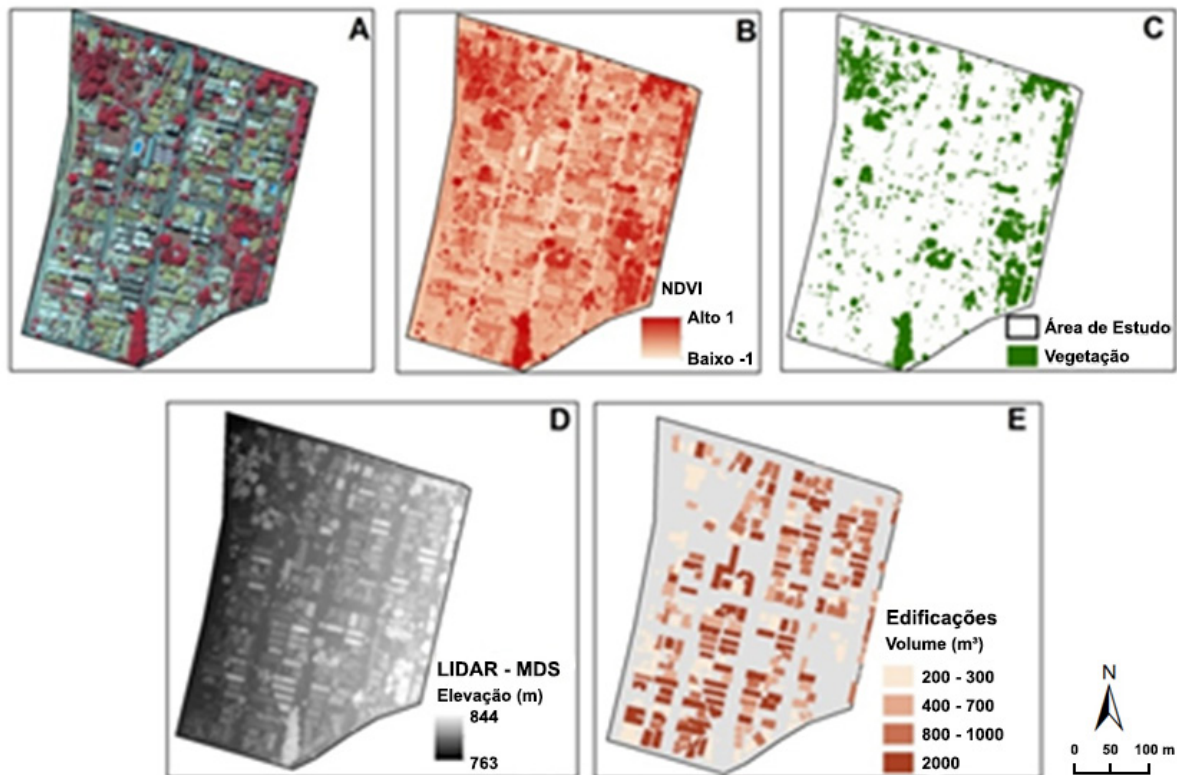 A
B
C
NDVI
Alto 1
Baixo -1
Área de Estudo
Vegetação
D
E
LIDAR - MDS
Elevação (m)
844
763
Edificações
Volume (m³)
200 - 300
400 - 700
800 - 1000
2000
N
0 50 100 m